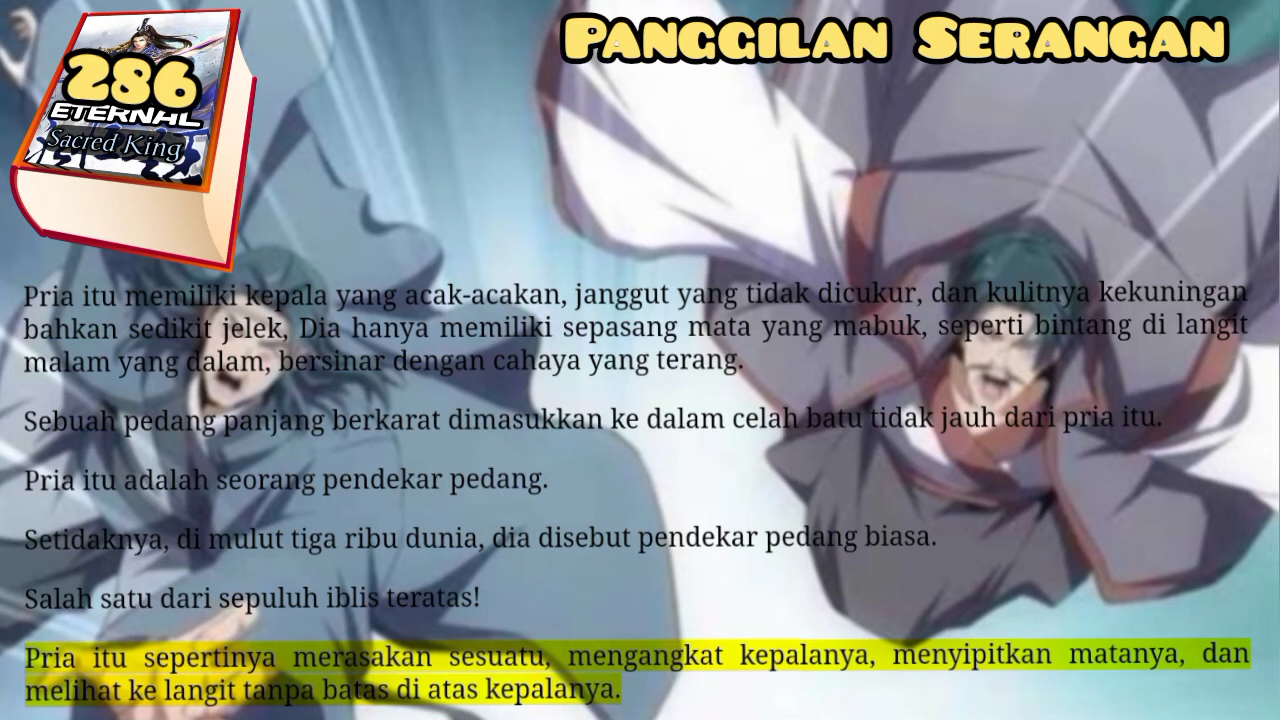 PANGGILAN SERANGAN
286
ETERNAL
Sacred King
Pria itu memiliki kepala yang acak-acakan, janggut yang tidak dicukur, dan kulitnya kekuningan
bahkan sedikit jelek, Dia hanya memiliki sepasang mata yang mabuk, seperti bintang di langit
malam yang dalam, bersinar dengan cahaya yang terang.
Sebuah pedang panjang berkarat dimasukkan ke dalam celah batu tidak jauh dari pria itu.
Pria itu adalah seorang pendekar pedang.
Setidaknya, di mulut tiga ribu dunia, dia disebut pendekar pedang biasa.
Salah satu dari sepuluh iblis teratas!
Pria itu sepertinya merasakan sesuatu, mengangkat kepalanya, menyipitkan matanya, dan
melihat ke langit tanpa batas di atas kepalanya.